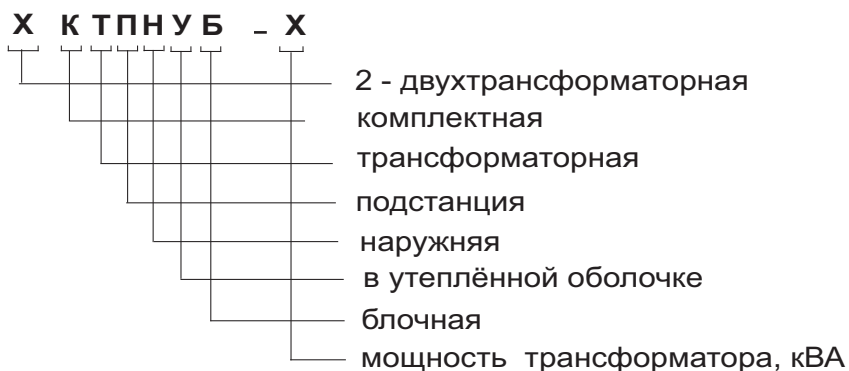 Х КТПНУБ - Х
2 - двухтрансформаторная
комплектная
трансформаторная
подстанция
наружняя
в утеплённой оболочке
блочная
мощность трансформатора, кВА